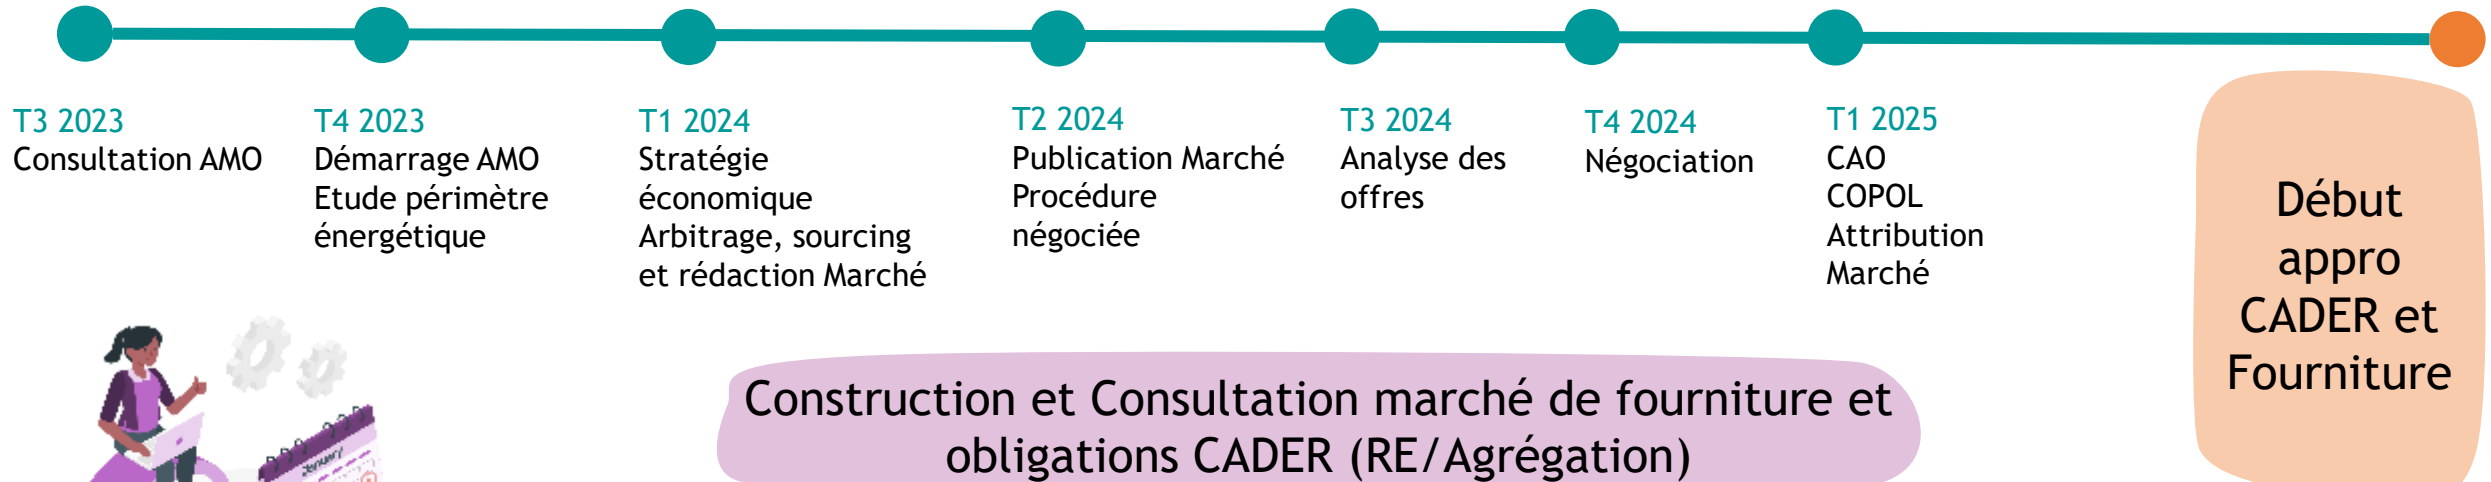 T3 2023
Consultation AMO
T4 2023
Démarrage AMO
Etude périmètre
énergétique
T1 2024
Stratégie
économique
Arbitrage, sourcing
et rédaction Marché
T2 2024
Publication Marché
Procédure
négociée
T3 2024
Analyse des
offres
T4 2024
Négociation
T1 2025
CAO
COPOL
Attribution
Marché
Début
appro
CADER et
Fourniture
Construction et Consultation marché de fourniture et
obligations CADER (RE/Agrégation)
January